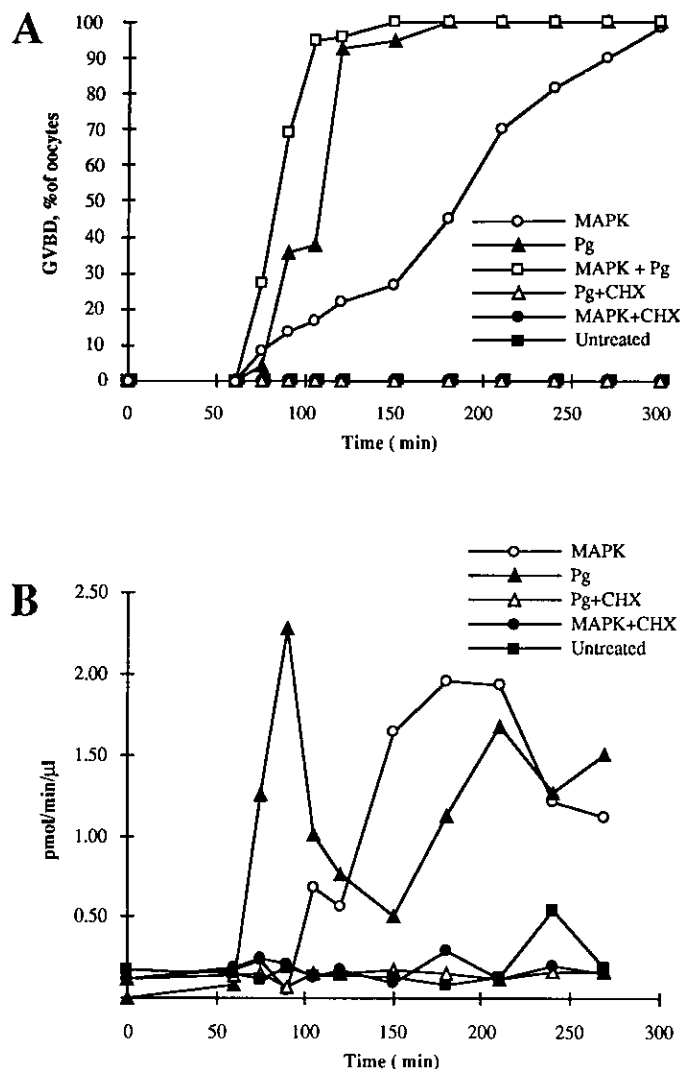 A
GVBD, %of oocytes
100
90
80
70
60
50
40
30
20
10
0
MAPK
Pg
MAPK + Pg
Pg+CHX
MAPK+CHX
Untreated
0 50 100 150 200 250 300
Time ( min)
B
MAPK
Pg
Pg+CHX
MAPK+CHX
Untreated
pmol/min/µl
2.50
2.00
1.50
1.00
0.50
0 50 100 150 200 250 300
Time ( min)